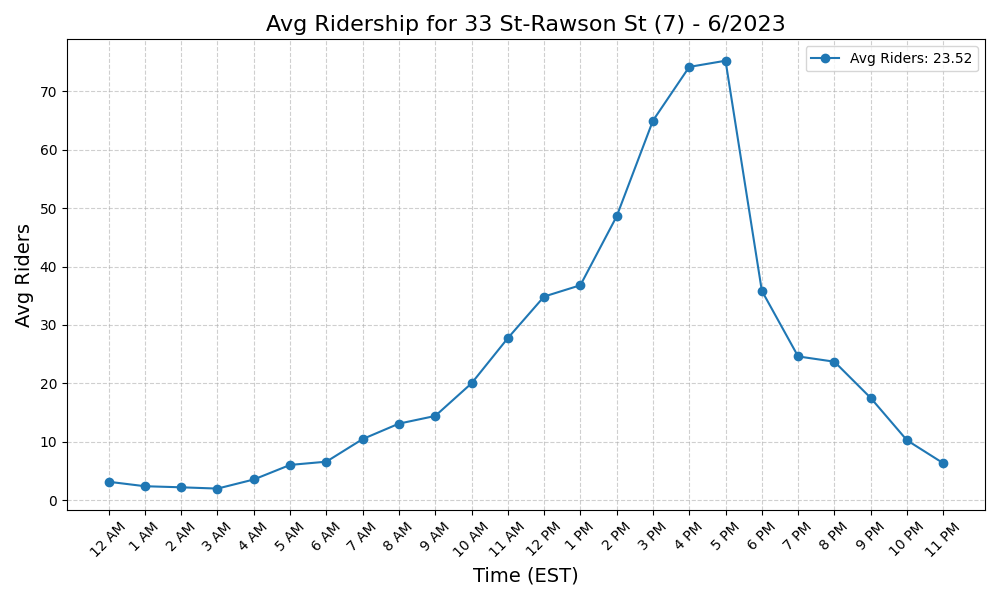 Avg Ridership for 33 St-Rawson St (7) - 6/2023
Avg Riders: 23.52
Avg Riders
70
60
50
40
30
20
10
0
12 AM
1 AM
2 AM
3 AM
4 AM
5 AM
6 AM
7 AM
8 AM
9 AM
10 AM
11 AM
12 PM
1 PM
2 PM
3 PM
4 PM
5 PM
6 PM
7 PM
8 PM
9 PM
10 PM
11 PM
Time (EST)